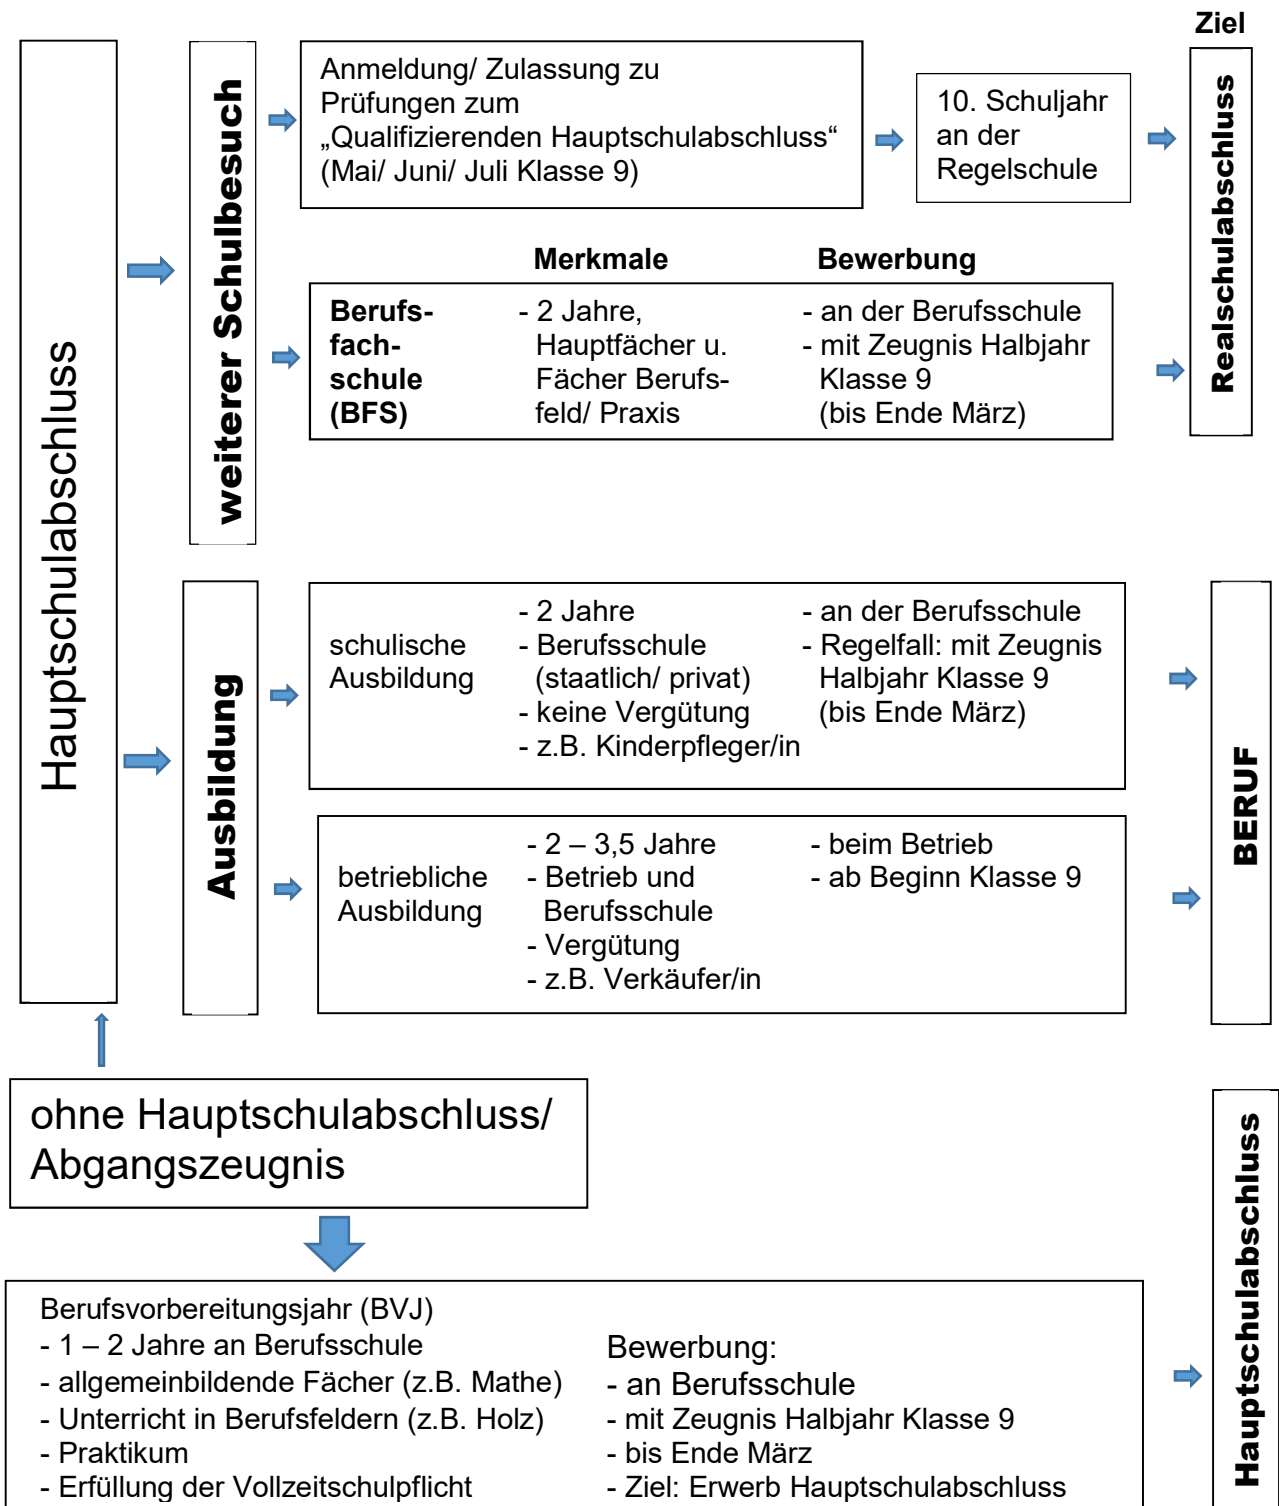 Ziel
Hauptschulabschluss
weiterer Schulbesuch
Anmeldung/ Zulassung zu
Prüfungen zum
„Qualifizierenden Hauptschulabschluss“
(Mai/ Juni/ Juli Klasse 9)
10. Schuljahr
an der
Regelschule
Realschulabschluss
Merkmale
Bewerbung
Berufs-
fach-
schule
(BFS)
- 2 Jahre,
Hauptfächer u.
Fächer Berufs-
feld/ Praxis
- an der Berufsschule
- mit Zeugnis Halbjahr
Klasse 9
(bis Ende März)
Ausbildung
schulische
Ausbildung
- 2 Jahre
- Berufsschule
(staatlich/ privat)
- keine Vergütung
- z.B. Kinderpfleger/in
- an der Berufsschule
- Regelfall: mit Zeugnis
Halbjahr Klasse 9
(bis Ende März)
BERUF
betriebliche
Ausbildung
- 2 – 3,5 Jahre
- Betrieb und
Berufsschule
- Vergütung
- z.B. Verkäufer/in
- beim Betrieb
- ab Beginn Klasse 9
ohne Hauptschulabschluss/
Abgangszeugnis
Berufsvorbereitungsjahr (BVJ)
- 1 – 2 Jahre an Berufsschule
- allgemeinbildende Fächer (z.B. Mathe)
- Unterricht in Berufsfeldern (z.B. Holz)
- Praktikum
- Erfüllung der Vollzeitschulpflicht
Bewerbung:
- an Berufsschule
- mit Zeugnis Halbjahr Klasse 9
- bis Ende März
- Ziel: Erwerb Hauptschulabschluss
Hauptschulabschluss